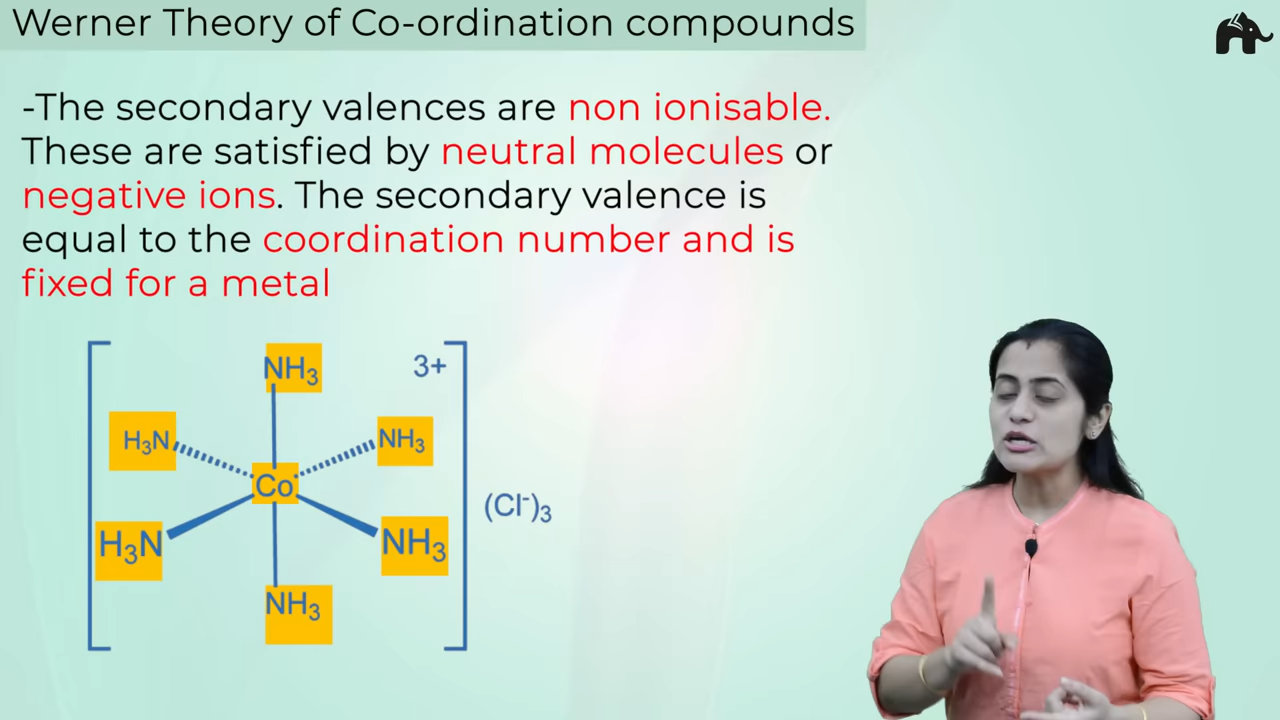 Werner Theory of Co-ordination compounds
-The secondary valences are non ionisable.
These are satisfied by neutral molecules or
negative ions. The secondary valence is
equal to the coordination number and is
fixed for a metal
NH₃
3+
H₃N
NH₃
Co
(Cl⁻)₃
H₃N
NH₃
NH₃